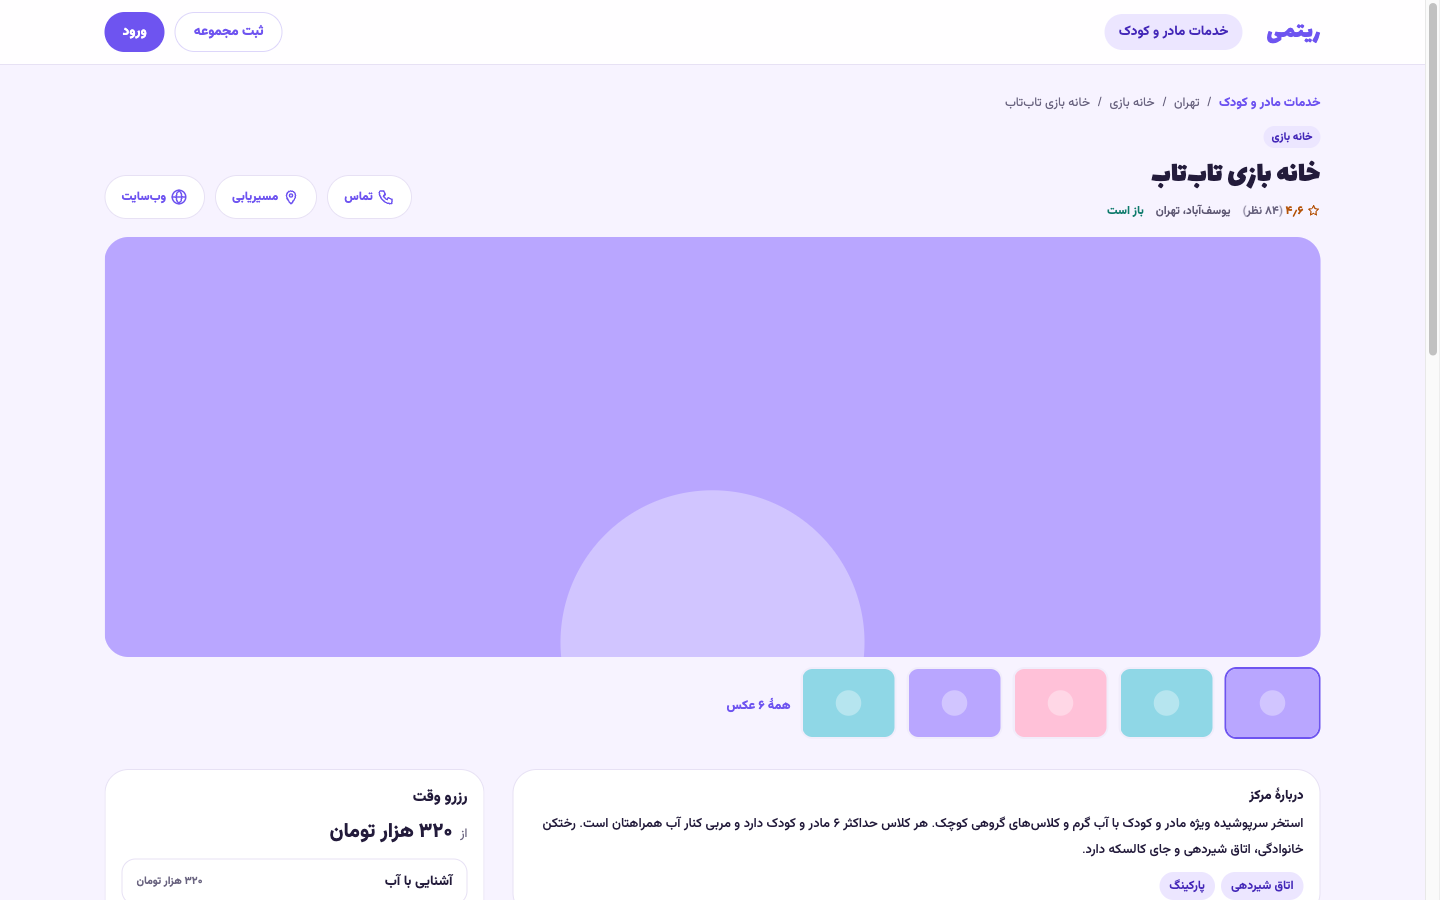 ریتمی
خدمات مادر و کودک
ثبت مجموعه
ورود
خدمات مادر و کودک / تهران / خانه بازی / خانه بازی تاب‌تاب
خانه بازی
خانه بازی تاب‌تاب
۴٫۶ (۸۴ نظر) یوسف‌آباد، تهران باز است
تماس
مسیریابی
وب‌سایت
همهٔ ۶ عکس
دربارهٔ مرکز
استخر سرپوشیده ویژه مادر و کودک با آب گرم و کلاس‌های گروهی کوچک. هر کلاس حداکثر ۶ مادر و کودک دارد و مربی کنار آب همراهتان است. رختکن
خانوادگی، اتاق شیردهی و جای کالسکه دارد.
اتاق شیردهی
پارکینگ
رزرو وقت
از ۳۲۰ هزار تومان
آشنایی با آب
۳۲۰ هزار تومان